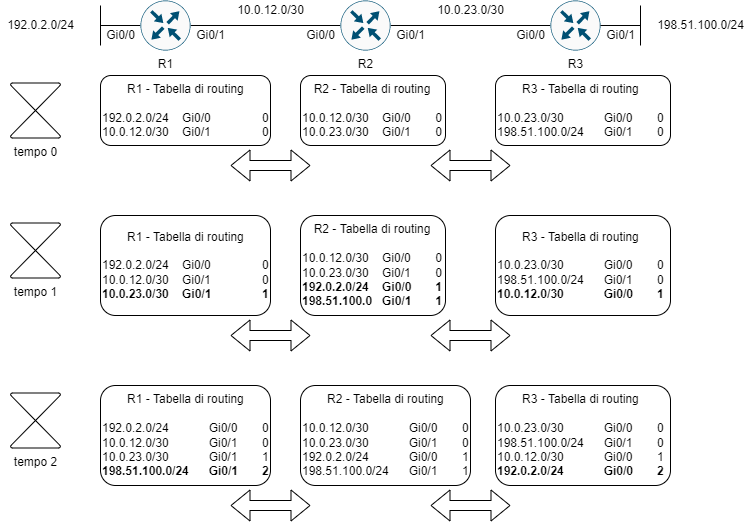 10.0.12.0/30 10.0.23.0/30
192.0.2.0/24 198.51.100.0/24
Gi0/0 Gi0/1 Gi0/0 Gi0/1 Gi0/0 Gi0/1
R1 R2 R3
R1 - Tabella di routing
192.0.2.0/24 Gi0/0 0
10.0.12.0/30 Gi0/1 0
R2 - Tabella di routing
10.0.12.0/30 Gi0/0 0
10.0.23.0/30 Gi0/1 0
R3 - Tabella di routing
10.0.23.0/30 Gi0/0 0
198.51.100.0/24 Gi0/1 0
tempo 0
R1 - Tabella di routing
192.0.2.0/24 Gi0/0 0
10.0.12.0/30 Gi0/1 0
10.0.23.0/30 Gi0/1 1
R2 - Tabella di routing
10.0.12.0/30 Gi0/0 0
10.0.23.0/30 Gi0/1 0
192.0.2.0/24 Gi0/0 1
198.51.100.0 Gi0/1 1
R3 - Tabella di routing
10.0.23.0/30 Gi0/0 0
198.51.100.0/24 Gi0/1 0
10.0.12.0/30 Gi0/0 1
tempo 1
R1 - Tabella di routing
192.0.2.0/24 Gi0/0 0
10.0.12.0/30 Gi0/1 0
10.0.23.0/30 Gi0/1 1
198.51.100.0/24 Gi0/1 2
R2 - Tabella di routing
10.0.12.0/30 Gi0/0 0
10.0.23.0/30 Gi0/1 0
192.0.2.0/24 Gi0/0 1
198.51.100.0/24 Gi0/1 1
R3 - Tabella di routing
10.0.23.0/30 Gi0/0 0
198.51.100.0/30 Gi0/1 0
10.0.12.0/30 Gi0/0 1
192.0.2.0/24 Gi0/0 2
tempo 2